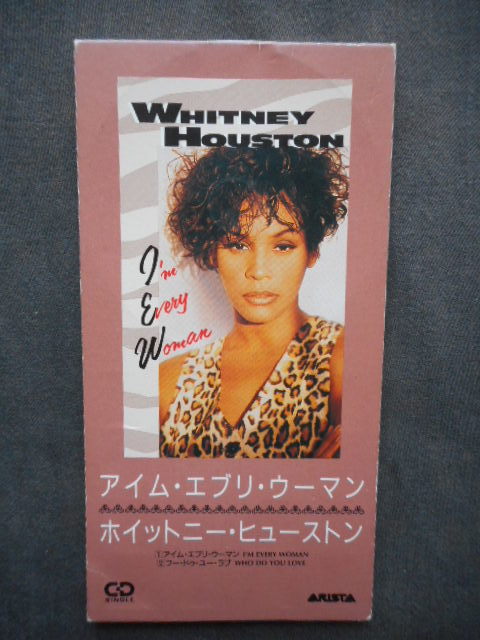 WHITNEY
HOUSTON
I'm
Every
Woman
アイム・エブリ・ウーマン
ホイットニー・ヒューストン
1アイム・エブリ・ウーマン I'M EVERY WOMAN
2フー・ドゥ・ユー・ラブ WHO DO YOU LOVE
CD
SINGLE
ARISTA